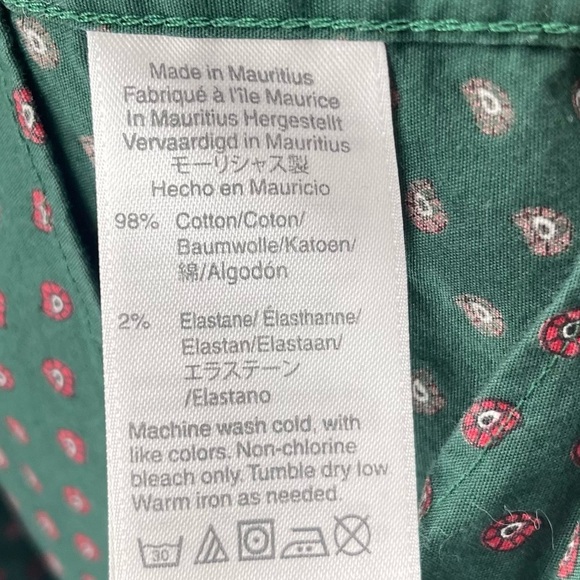 Made in Mauritius
Fabriqué à l'île Maurice
In Mauritius Hergestellt
Vervaardigd in Mauritius
モーリシャス製
Hecho en Mauricio
98% Cotton/Coton/
Baumwolle/Katoen/
綿/Algodón
2% Elastane/ Élasthanne/
Elastan/Elastaan/
エラステーン
/Elastano
Machine wash cold, with
like colors. Non-chlorine
bleach only. Tumble dry low
Warm iron as needed.
30